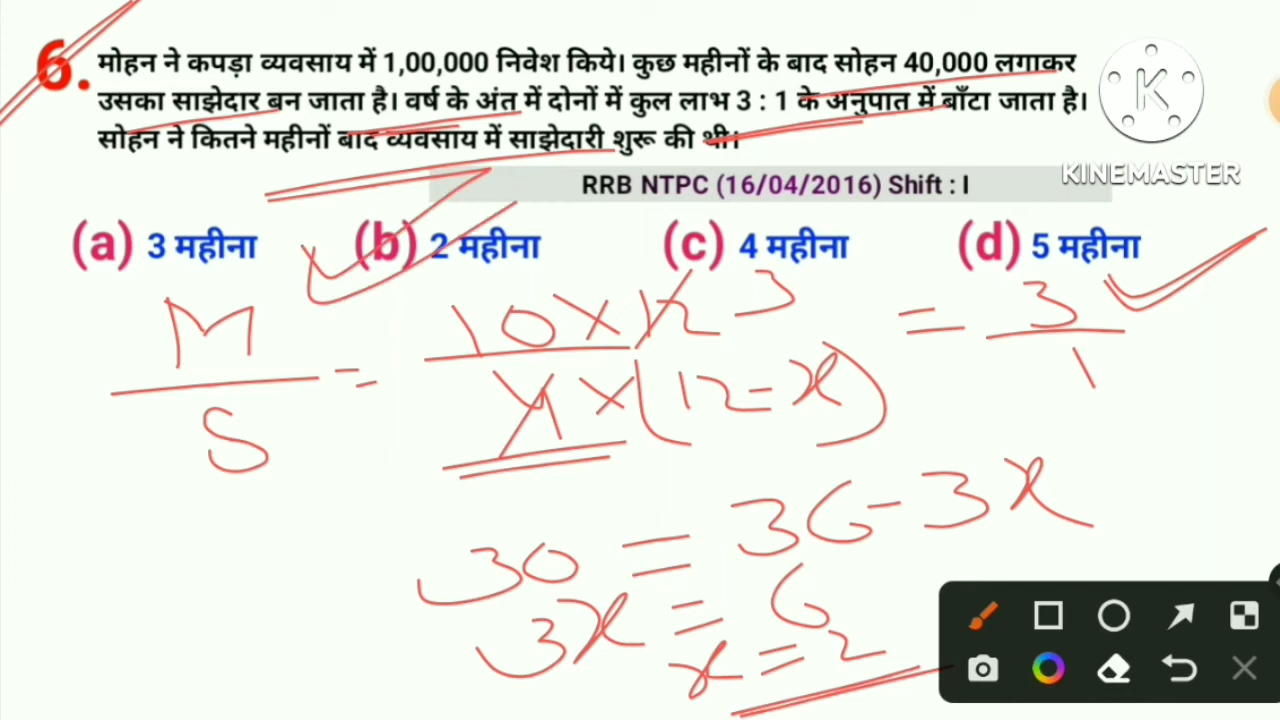 6. मोहन ने कपड़ा व्यवसाय में 1,00,000 निवेश किये। कुछ महीनों के बाद सोहन 40,000 लगाकर
उसका साझेदार बन जाता है। वर्ष के अंत में दोनों में कुल लाभ 3 : 1 के अनुपात में बाँटा जाता है।
सोहन ने कितने महीनों बाद व्यवसाय में साझेदारी शुरू की थी।
K
KINEMASTER
RRB NTPC (16/04/2016) Shift : I
(a) 3 महीना (b) 2 महीना (c) 4 महीना (d) 5 महीना
M 10 × 12 3 = 3
S = 4 × (12 - x) 1
30 = 36 - 3x
3x = 6
x = 2